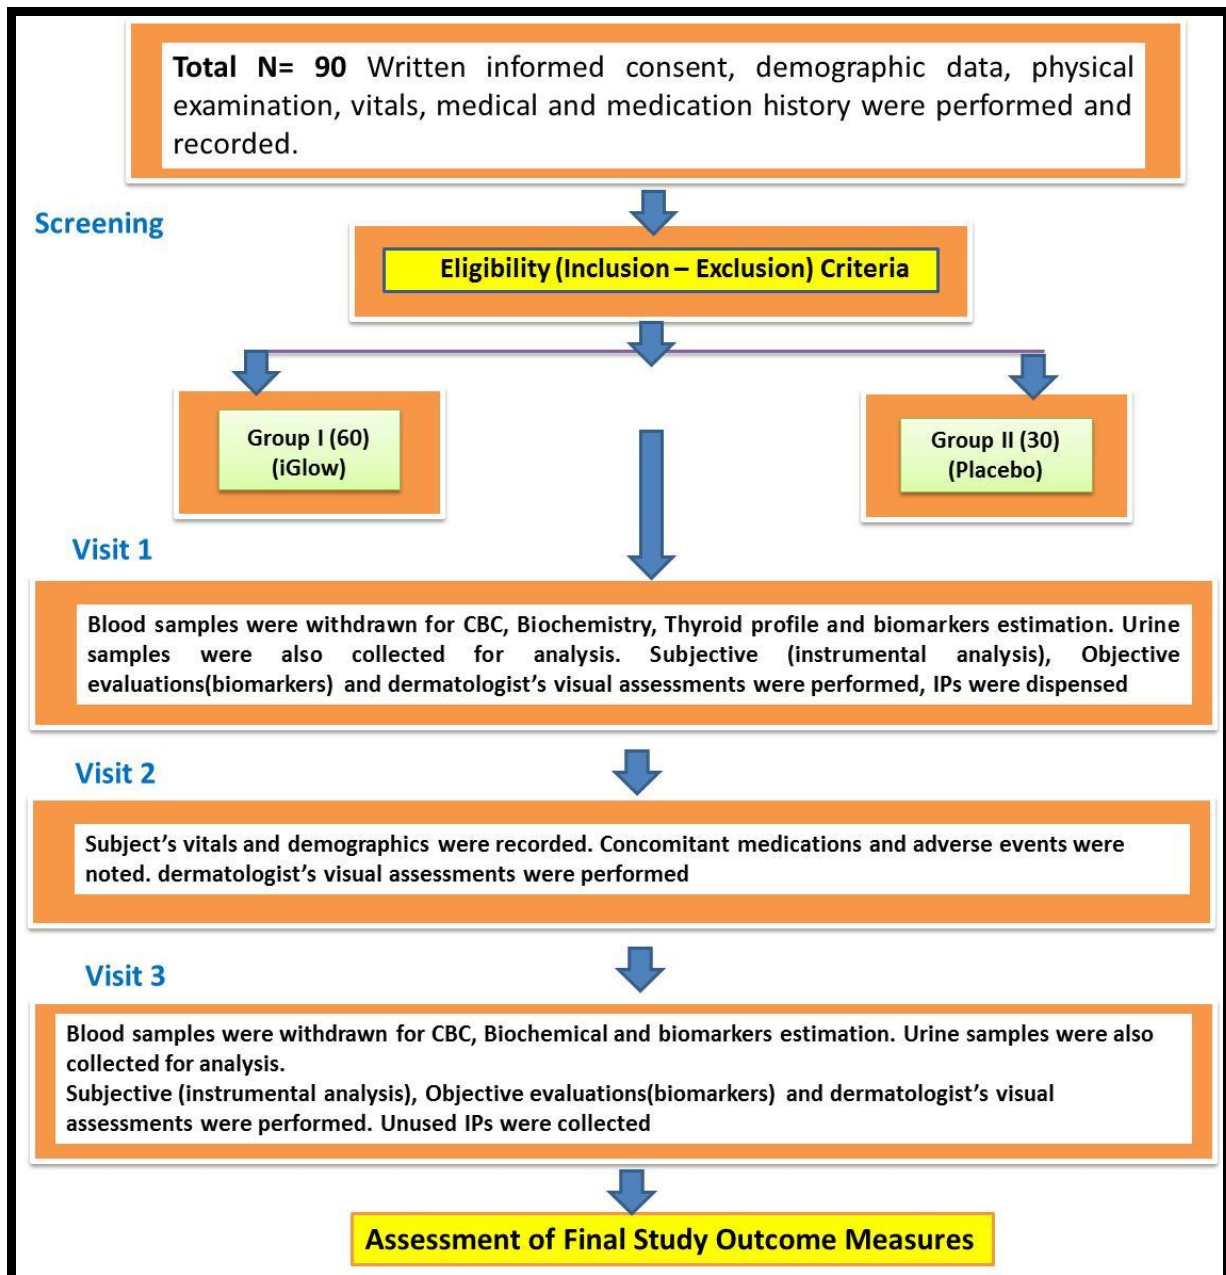 Total N= 90 Written informed consent, demographic data, physical
examination, vitals, medical and medication history were performed and
recorded.
Screening
Eligibility (Inclusion – Exclusion) Criteria
Group I (60)
(iGlow)
Group II (30)
(Placebo)
Visit 1
Blood samples were withdrawn for CBC, Biochemistry, Thyroid profile and biomarkers estimation. Urine
samples were also collected for analysis. Subjective (instrumental analysis), Objective
evaluations(biomarkers) and dermatologist’s visual assessments were performed, IPs were dispensed
Visit 2
Subject’s vitals and demographics were recorded. Concomitant medications and adverse events were
noted. dermatologist’s visual assessments were performed
Visit 3
Blood samples were withdrawn for CBC, Biochemical and biomarkers estimation. Urine samples were also
collected for analysis.
Subjective (instrumental analysis), Objective evaluations(biomarkers) and dermatologist’s visual
assessments were performed. Unused IPs were collected
Assessment of Final Study Outcome Measures